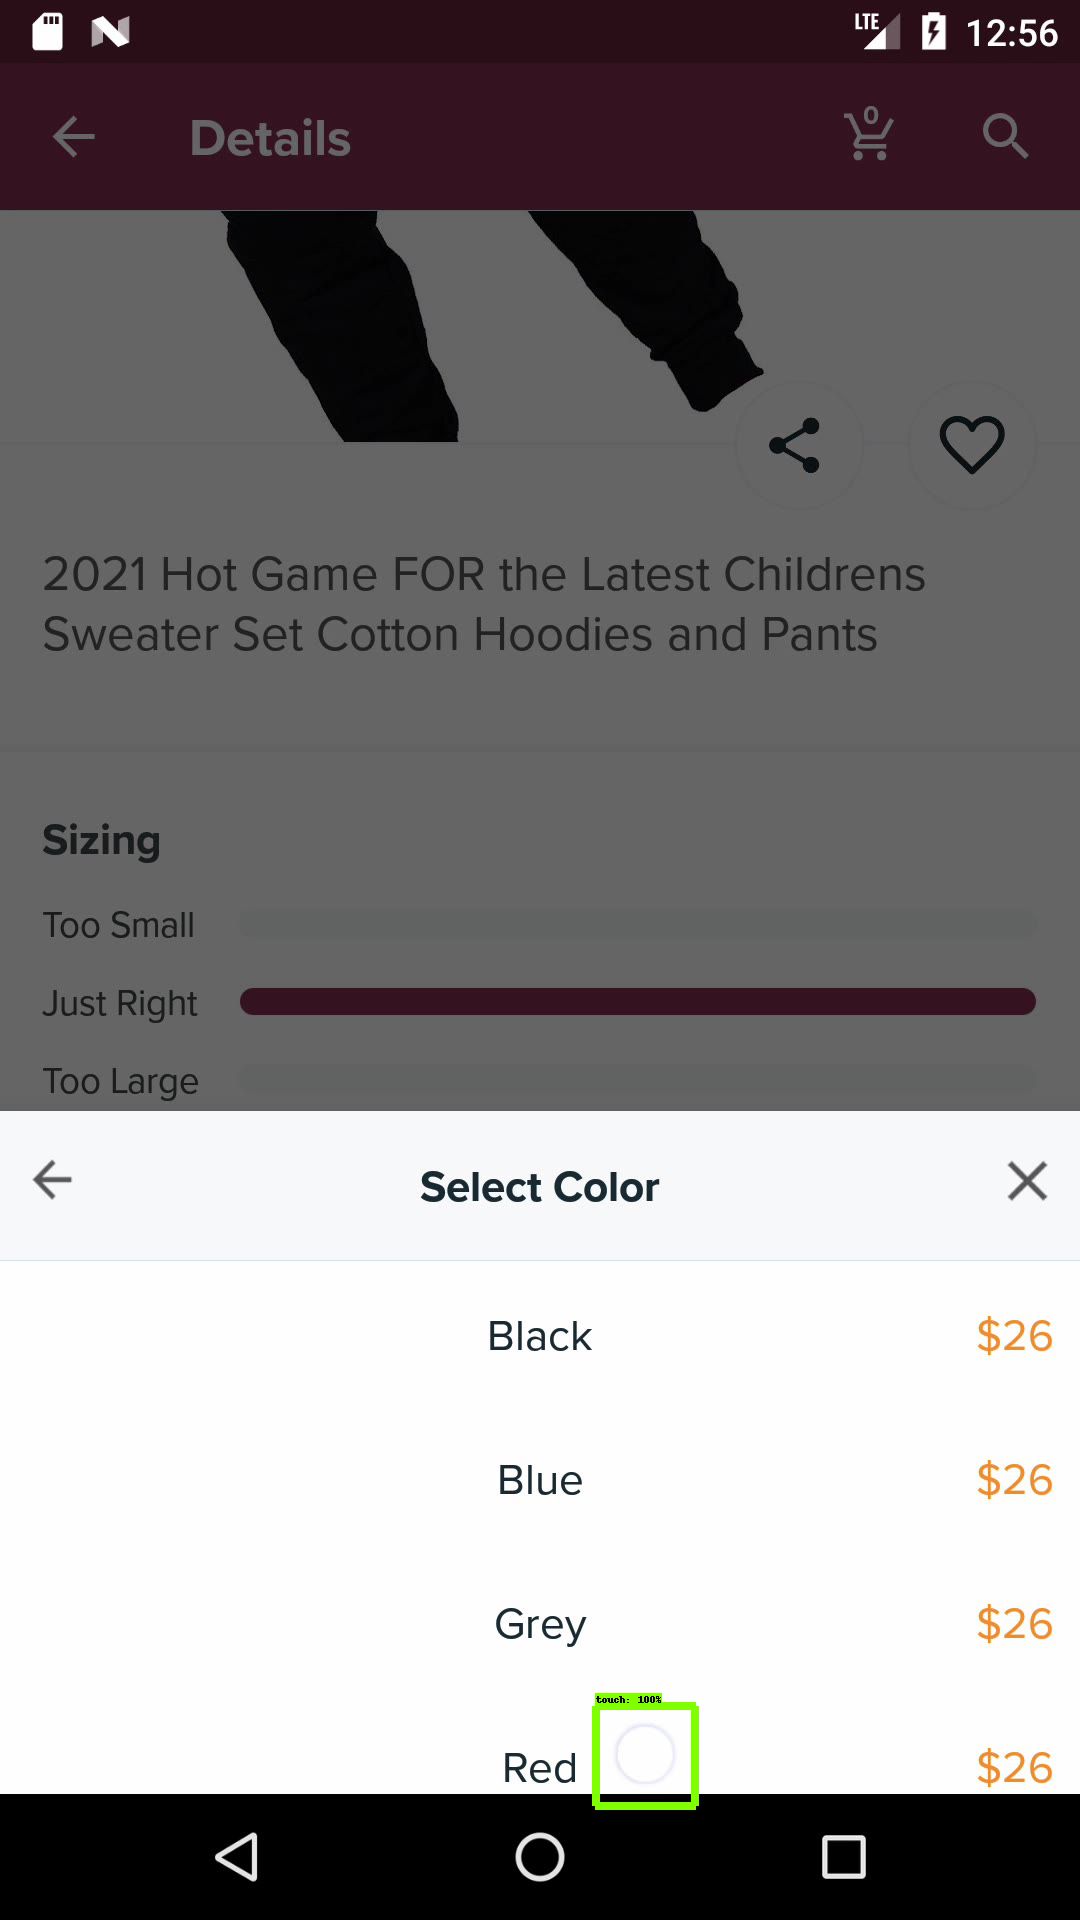 LTE 12:56
Details 0
2021 Hot Game FOR the Latest Childrens
Sweater Set Cotton Hoodies and Pants
Sizing
Too Small
Just Right
Too Large
Select Color
Black $26
Blue $26
Grey $26
touch: 100%
Red $26